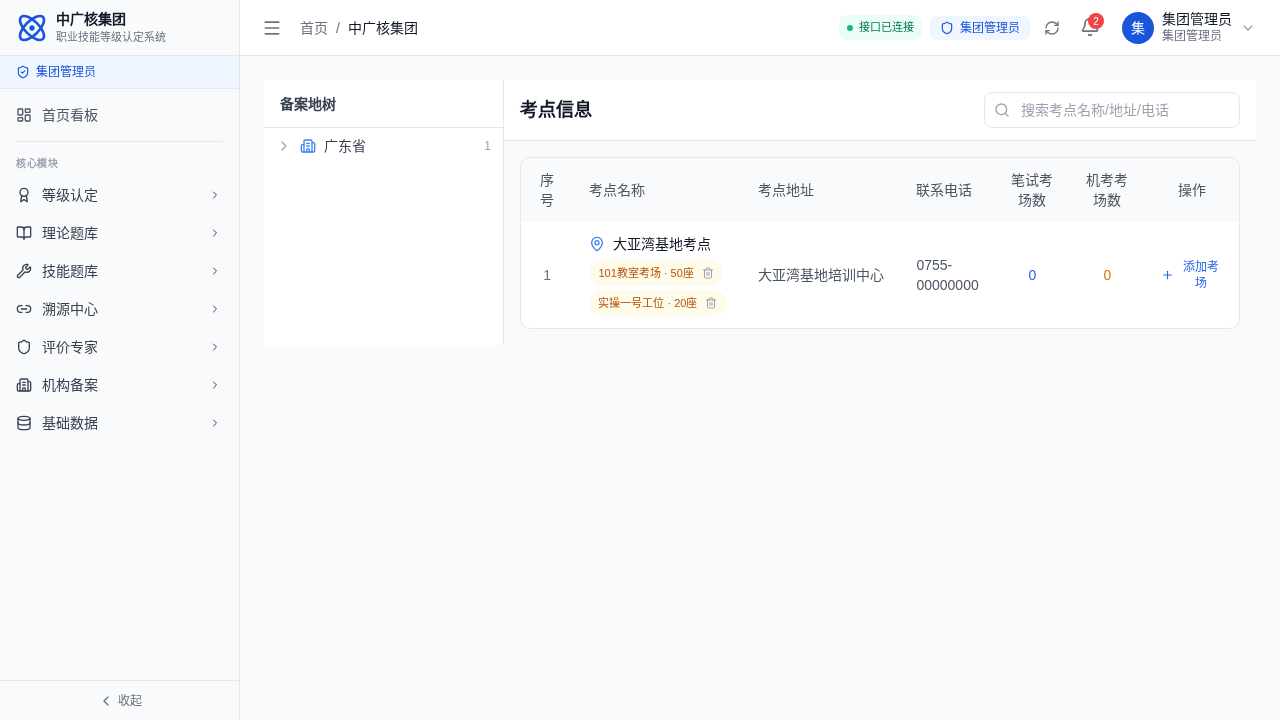 中广核集团
职业技能等级认定系统
集团管理员
首页看板
核心模块
等级认定
理论题库
技能题库
溯源中心
评价专家
机构备案
基础数据
收起
首页 / 中广核集团
接口已连接
集团管理员
2
集
集团管理员
集团管理员
备案地树
广东省 1
考点信息
搜索考点名称/地址/电话
序
号
考点名称
考点地址
联系电话
笔试考
场数
机考考
场数
操作
1
大亚湾基地考点
101教室考场 · 50座
实操一号工位 · 20座
大亚湾基地培训中心
0755-
00000000
0
0
添加考
场